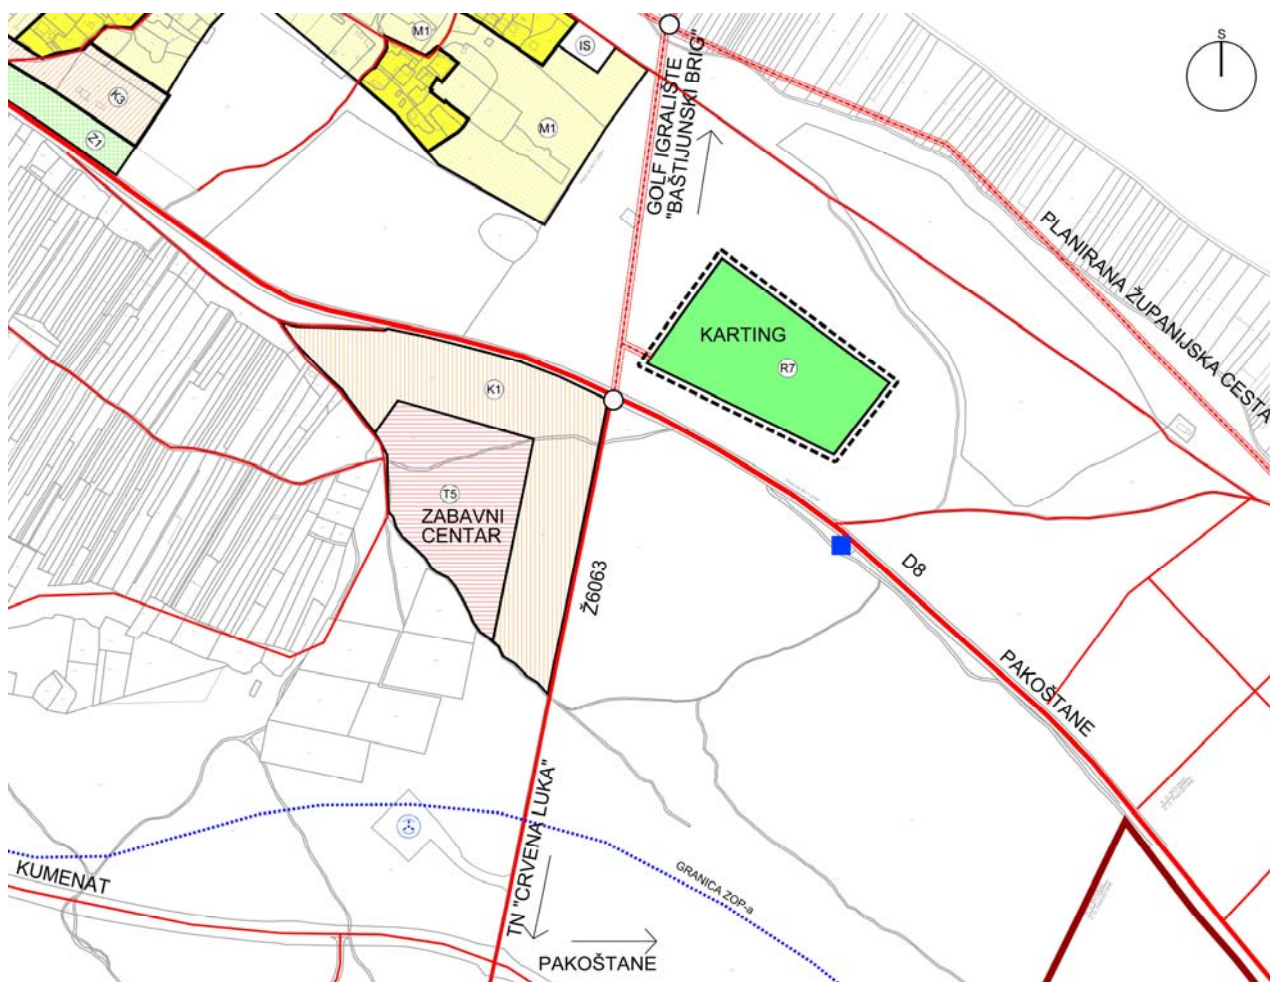 S
M1
IS
K3
Z1
M1
GOLF IGRALIŠTE
"BAŠTIJUNSKI BRIG"
PLANIRANA ŽUPANIJSKA CESTA
KARTING
R7
K1
T5
ZABAVNI
CENTAR
Ž6063
D8
PAKOŠTANE
TN "CRVENA LUKA"
GRANICA ZOP-a
KUMENAT
PAKOŠTANE